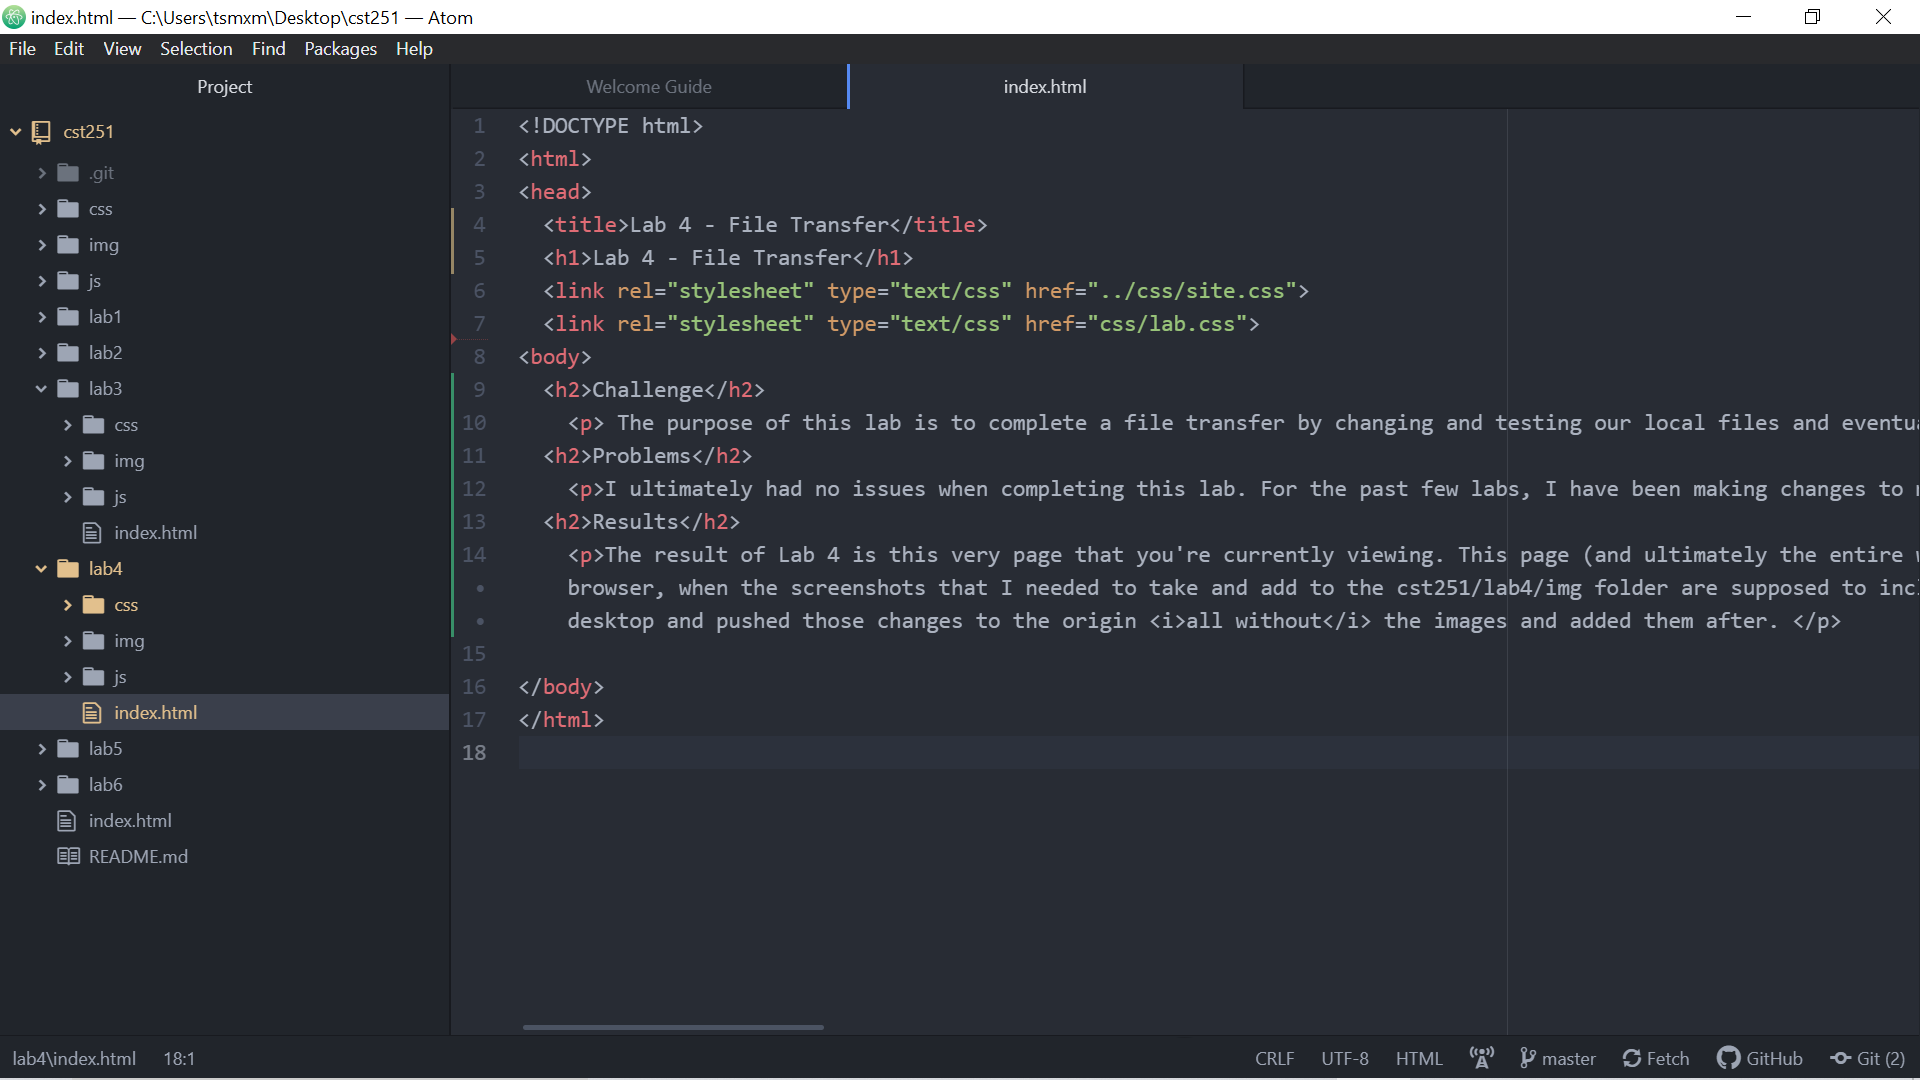 index.html — C:\Users\tsmxm\Desktop\cst251 — Atom
File Edit View Selection Find Packages Help
Project
cst251
.git
css
img
js
lab1
lab2
lab3
css
img
js
index.html
lab4
css
img
js
index.html
lab5
lab6
index.html
README.md
Welcome Guide
index.html
1 <!DOCTYPE html>
2 <html>
3 <head>
4 <title>Lab 4 - File Transfer</title>
5 <h1>Lab 4 - File Transfer</h1>
6 <link rel="stylesheet" type="text/css" href="../css/site.css">
7 <link rel="stylesheet" type="text/css" href="css/lab.css">
8 <body>
9 <h2>Challenge</h2>
10 <p> The purpose of this lab is to complete a file transfer by changing and testing our local files and
11 <h2>Problems</h2>
12 <p>I ultimately had no issues when completing this lab. For the past few labs, I have been making changes to
13 <h2>Results</h2>
14 <p>The result of Lab 4 is this very page that you're currently viewing. This page (and ultimately the entire
• browser, when the screenshots that I needed to take and add to the cst251/lab4/img folder are supposed to
• desktop and pushed those changes to the origin <i>all without</i> the images and added them after. </p>
15
16 </body>
17 </html>
18
lab4\index.html 18:1 CRLF UTF-8 HTML master Fetch GitHub Git (2)